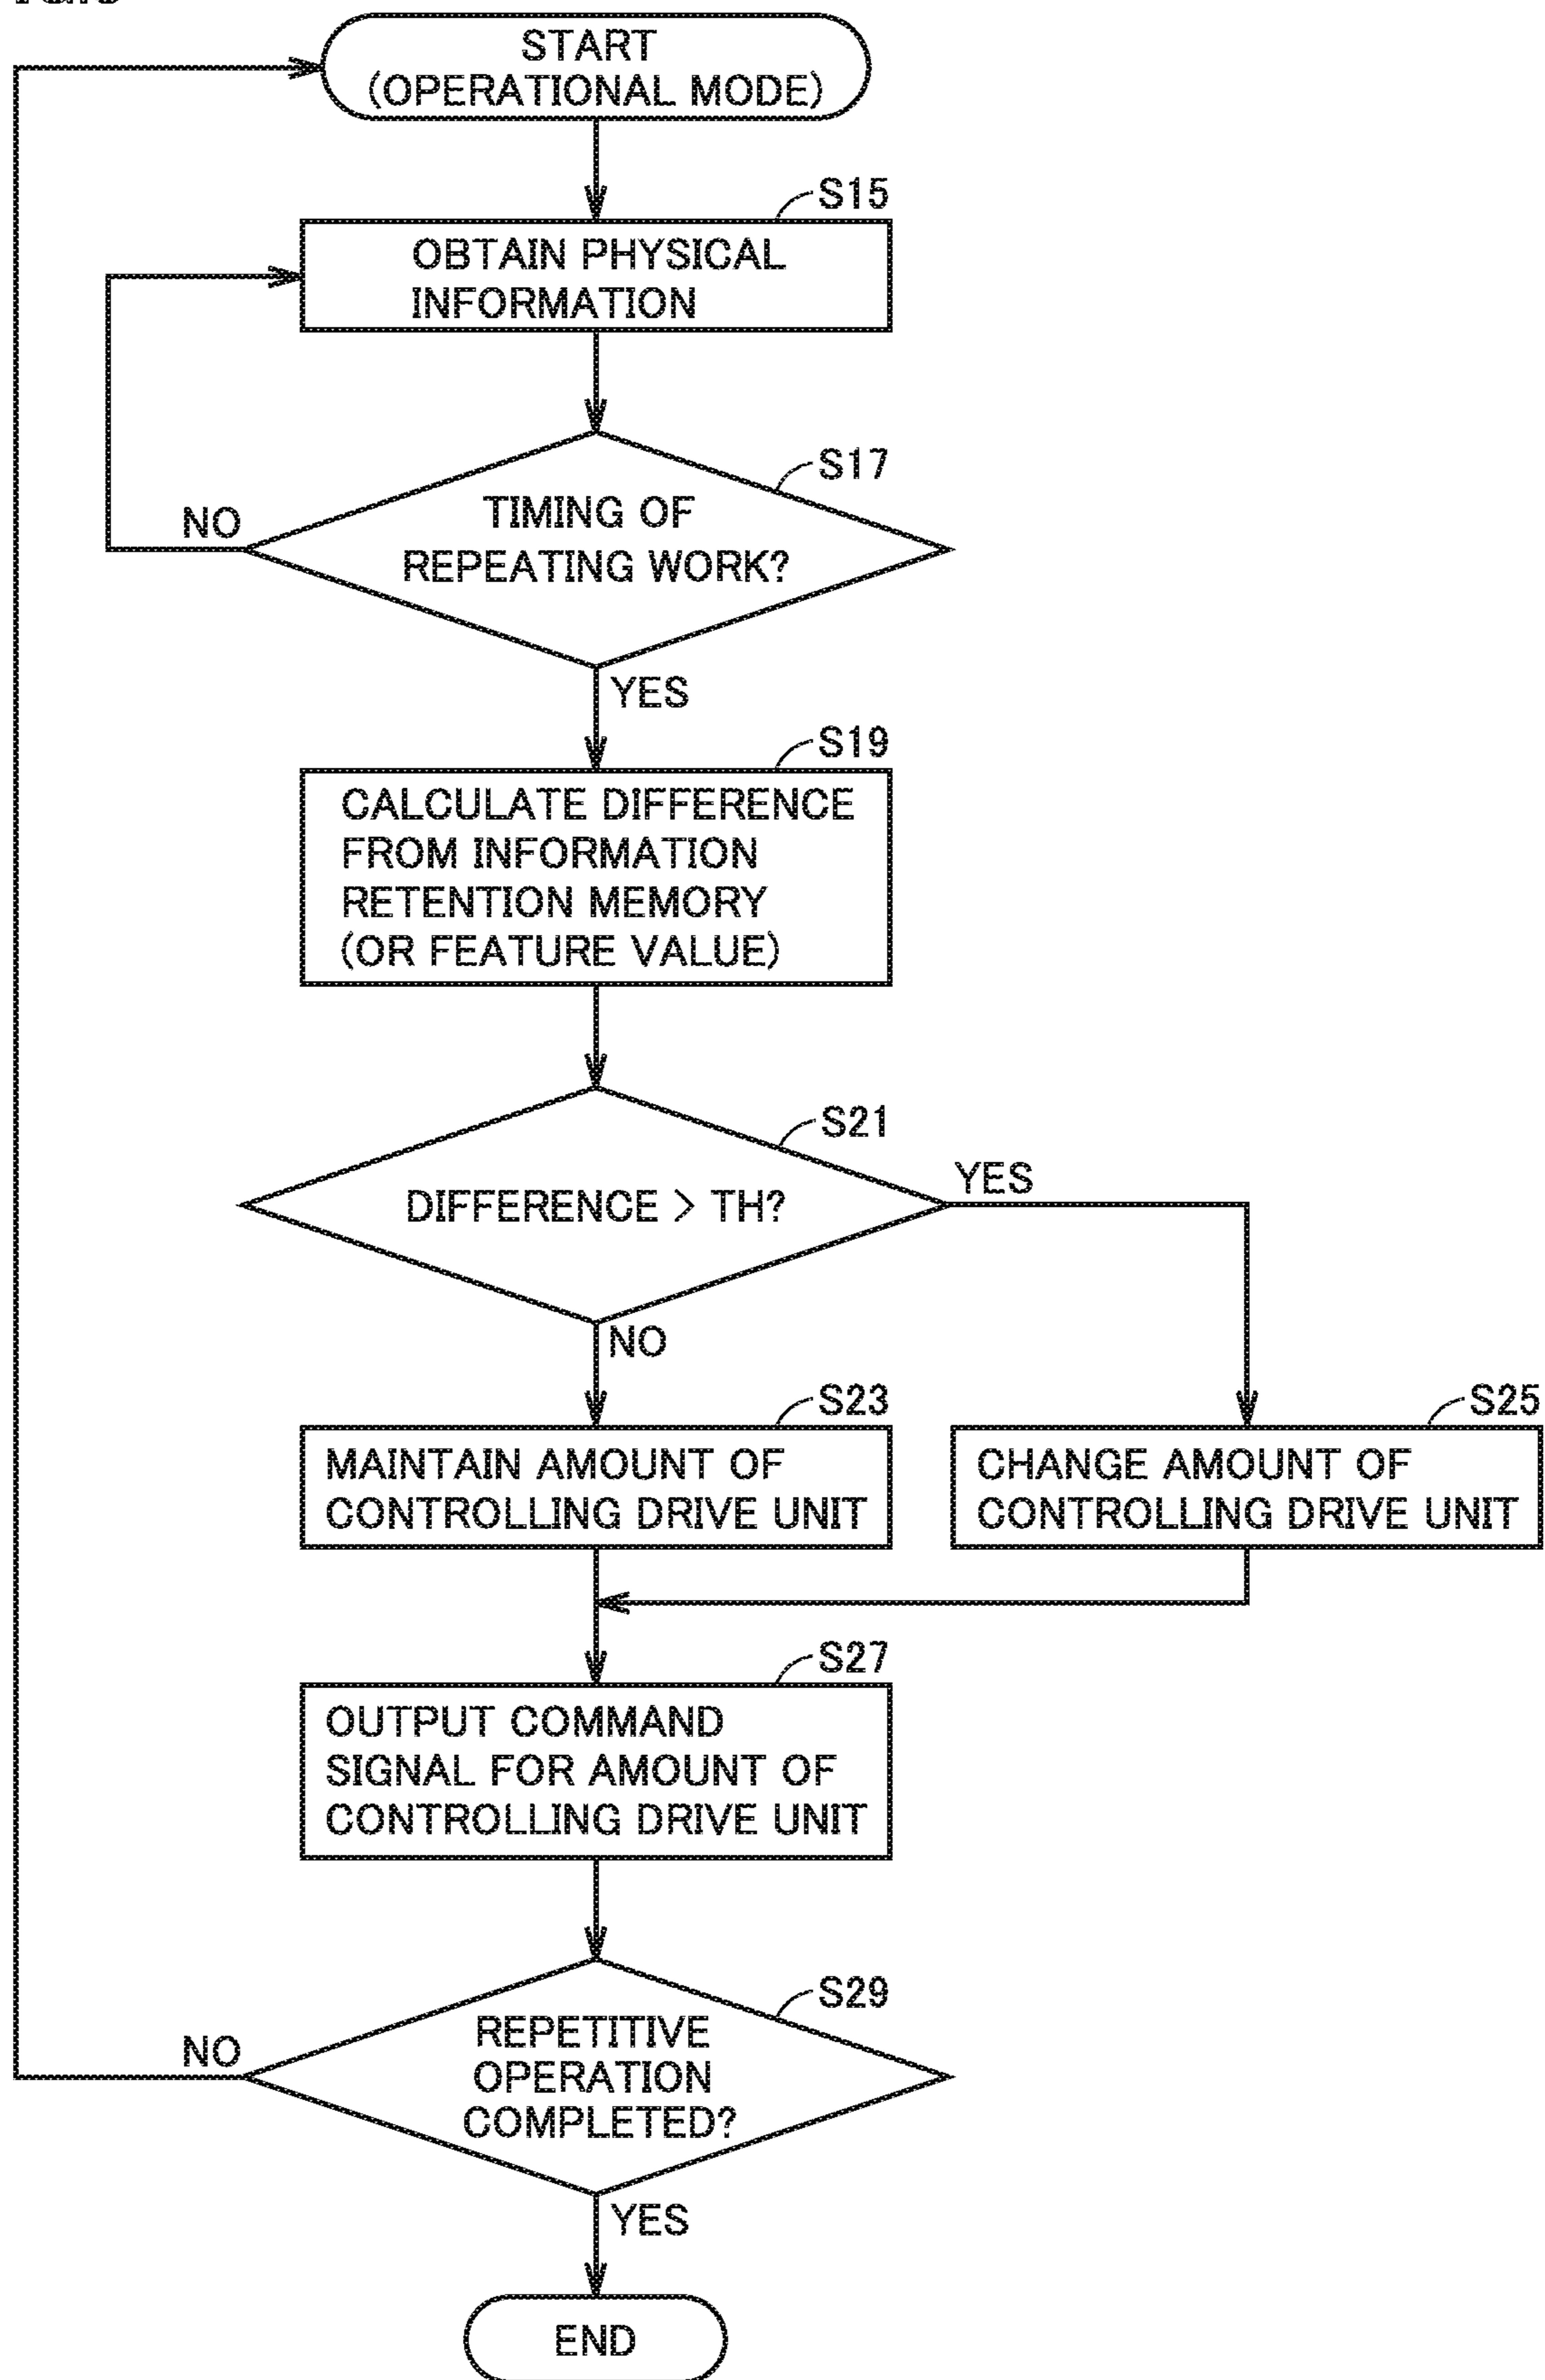 START
(OPERATIONAL MODE)
S15
OBTAIN PHYSICAL
INFORMATION
S17
TIMING OF
REPEATING WORK?
NO
YES
S19
CALCULATE DIFFERENCE
FROM INFORMATION
RETENTION MEMORY
(OR FEATURE VALUE)
S21
DIFFERENCE > TH?
YES
NO
S23
MAINTAIN AMOUNT OF
CONTROLLING DRIVE UNIT
S25
CHANGE AMOUNT OF
CONTROLLING DRIVE UNIT
S27
OUTPUT COMMAND
SIGNAL FOR AMOUNT OF
CONTROLLING DRIVE UNIT
S29
REPETITIVE
OPERATION
COMPLETED?
NO
YES
END